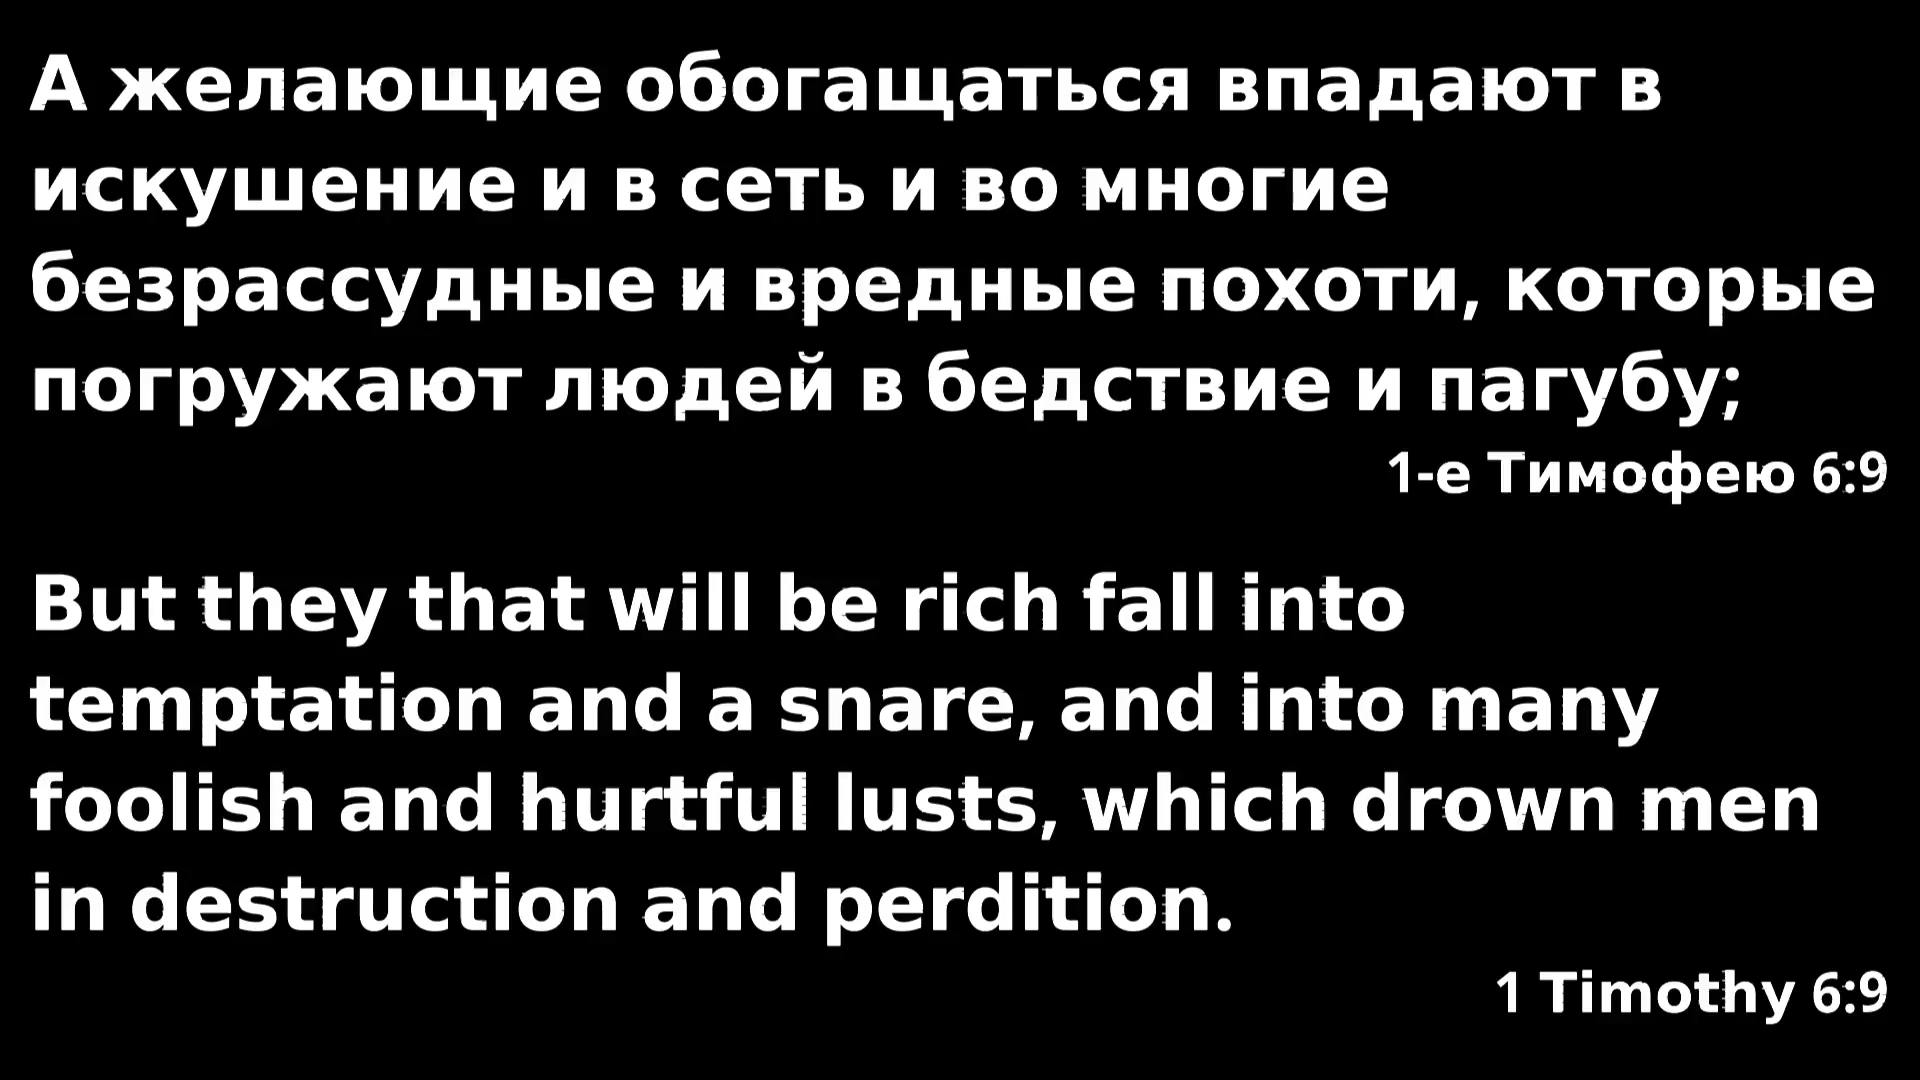 А желающие обогащаться впадают в
искушение и в сеть и во многие
безрассудные и вредные похоти, которые
погружают людей в бедствие и пагубу;
1-е Тимофею 6:9
But they that will be rich fall into
temptation and a snare, and into many
foolish and hurtful lusts, which drown men
in destruction and perdition.
1 Timothy 6:9